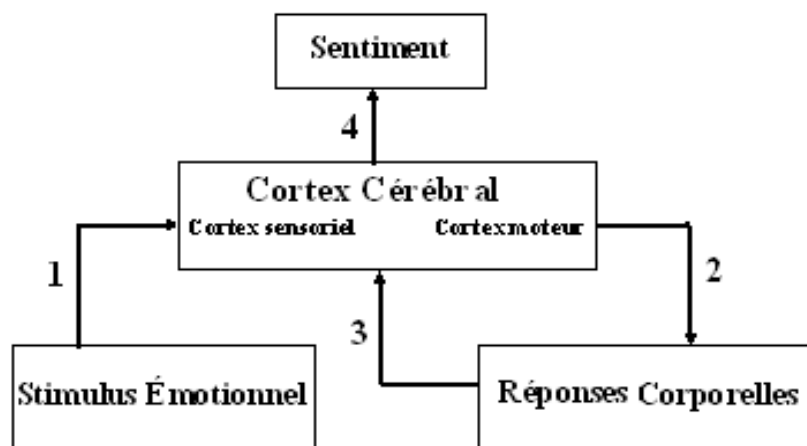 Sentiment
4
Cortex Cérébral
Cortex sensoriel Cortex moteur
1
2
3
Stimulus Émotionnel
Réponses Corporelles